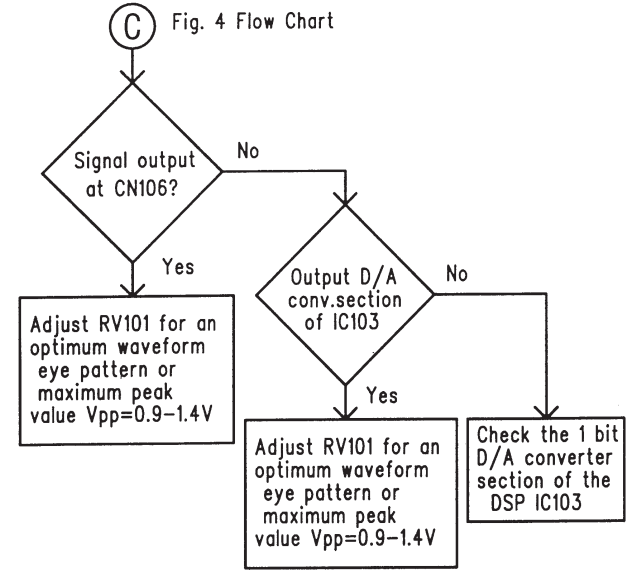 C
Fig. 4 Flow Chart
Signal output
at CN106?
No
Yes
Output D/A
conv.section
of IC103
No
Yes
Adjust RV101 for an
optimum waveform
eye pattern or
maximum peak
value Vpp=0.9-1.4V
Adjust RV101 for an
optimum waveform
eye pattern or
maximum peak
value Vpp=0.9-1.4V
Check the 1 bit
D/A converter
section of the
DSP IC103